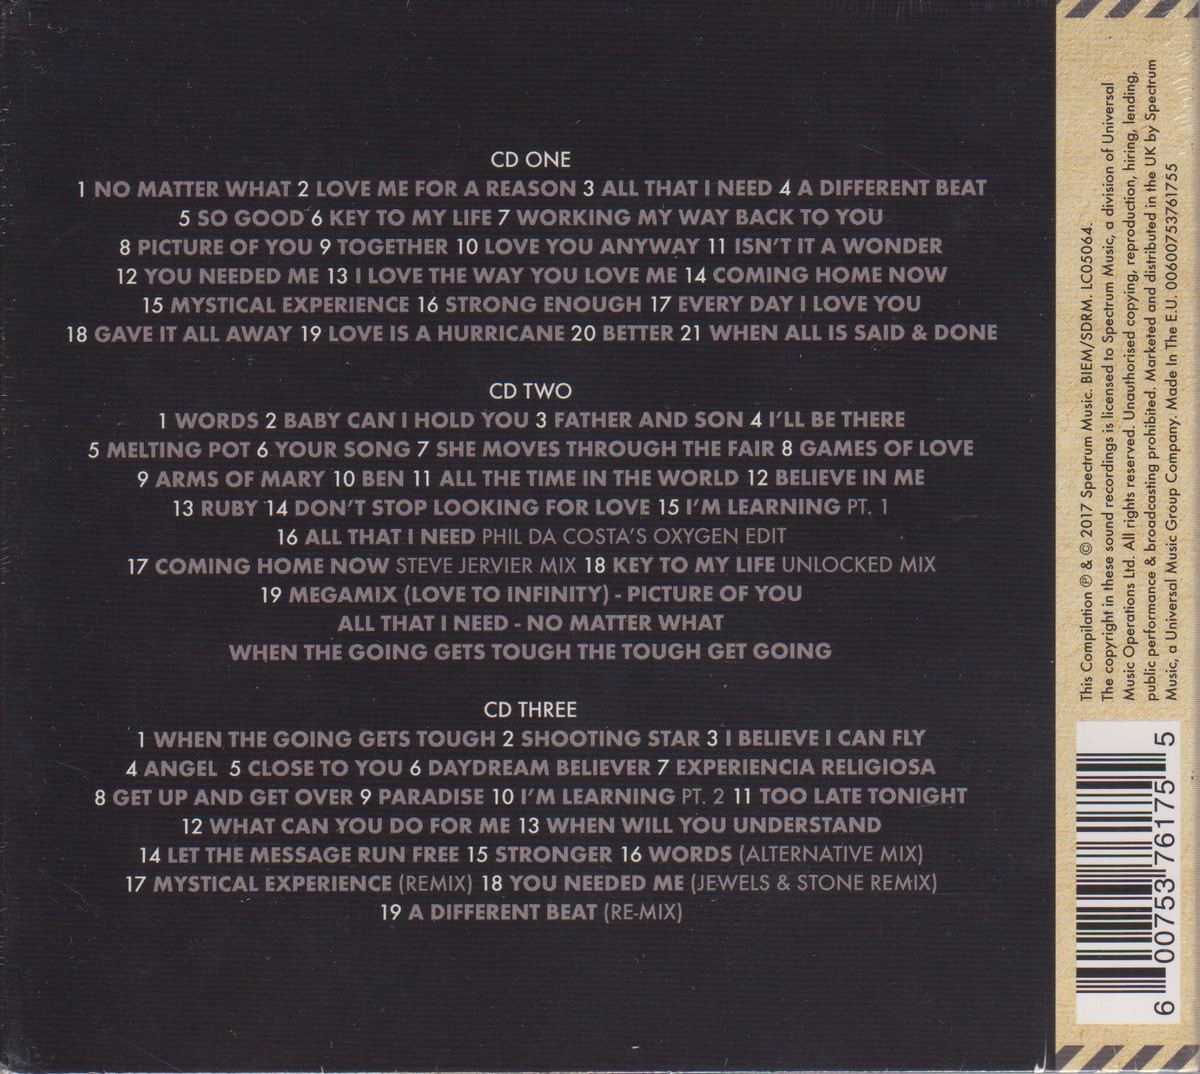 CD ONE
1 NO MATTER WHAT 2 LOVE ME FOR A REASON 3 ALL THAT I NEED 4 A DIFFERENT BEAT
5 SO GOOD 6 KEY TO MY LIFE 7 WORKING MY WAY BACK TO YOU
8 PICTURE OF YOU 9 TOGETHER 10 LOVE YOU ANYWAY 11 ISN'T IT A WONDER
12 YOU NEEDED ME 13 I LOVE THE WAY YOU LOVE ME 14 COMING HOME NOW
15 MYSTICAL EXPERIENCE 16 STRONG ENOUGH 17 EVERY DAY I LOVE YOU
18 GAVE IT ALL AWAY 19 LOVE IS A HURRICANE 20 BETTER 21 WHEN ALL IS SAID & DONE
CD TWO
1 WORDS 2 BABY CAN I HOLD YOU 3 FATHER AND SON 4 I'LL BE THERE
5 MELTING POT 6 YOUR SONG 7 SHE MOVES THROUGH THE FAIR 8 GAMES OF LOVE
9 ARMS OF MARY 10 BEN 11 ALL THE TIME IN THE WORLD 12 BELIEVE IN ME
13 RUBY 14 DON'T STOP LOOKING FOR LOVE 15 I'M LEARNING PT. 1
16 ALL THAT I NEED PHIL DA COSTA'S OXYGEN EDIT
17 COMING HOME NOW STEVE JERVIER MIX 18 KEY TO MY LIFE UNLOCKED MIX
19 MEGAMIX (LOVE TO INFINITY) - PICTURE OF YOU
ALL THAT I NEED - NO MATTER WHAT
WHEN THE GOING GETS TOUGH THE TOUGH GET GOING
CD THREE
1 WHEN THE GOING GETS TOUGH 2 SHOOTING STAR 3 I BELIEVE I CAN FLY
4 ANGEL 5 CLOSE TO YOU 6 DAYDREAM BELIEVER 7 EXPERIENCIA RELIGIOSA
8 GET UP AND GET OVER 9 PARADISE 10 I'M LEARNING PT. 2 11 TOO LATE TONIGHT
12 WHAT CAN YOU DO FOR ME 13 WHEN WILL YOU UNDERSTAND
14 LET THE MESSAGE RUN FREE 15 STRONGER 16 WORDS (ALTERNATIVE MIX)
17 MYSTICAL EXPERIENCE (REMIX) 18 YOU NEEDED ME (JEWELS & STONE REMIX)
19 A DIFFERENT BEAT (RE-MIX)
This Compilation ℗ & © 2017 Spectrum Music. BIEM/SDRM. LC05064.
The copyright in these sound recordings is licensed to Spectrum Music, a division of Universal
Music Operations Ltd. All rights reserved. Unauthorised copying, reproduction, hiring, lending,
public performance & broadcasting prohibited. Marketed and distributed in the UK by Spectrum
Music, a Universal Music Group Company. Made In The E.U. 00600753761755
6 00753 76175 5